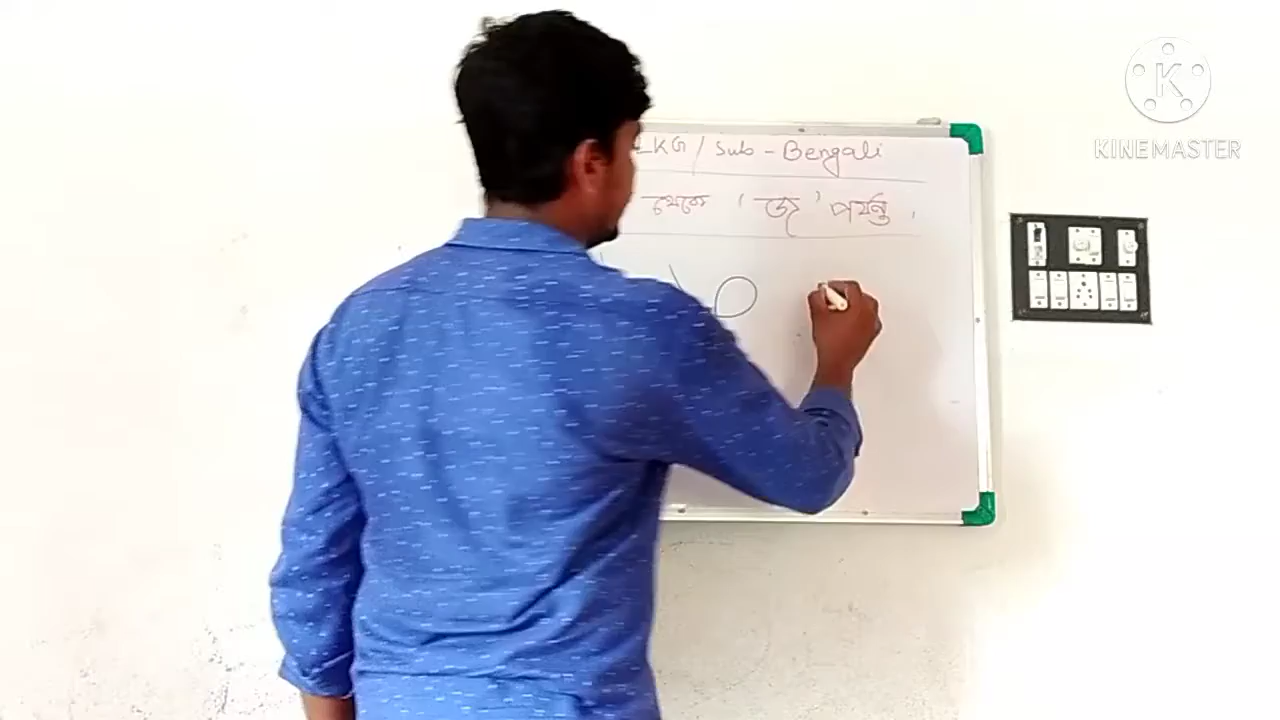 LKG / Sub - Bengali
থেকে ' জ ' পর্যন্ত ,
KINEMASTER